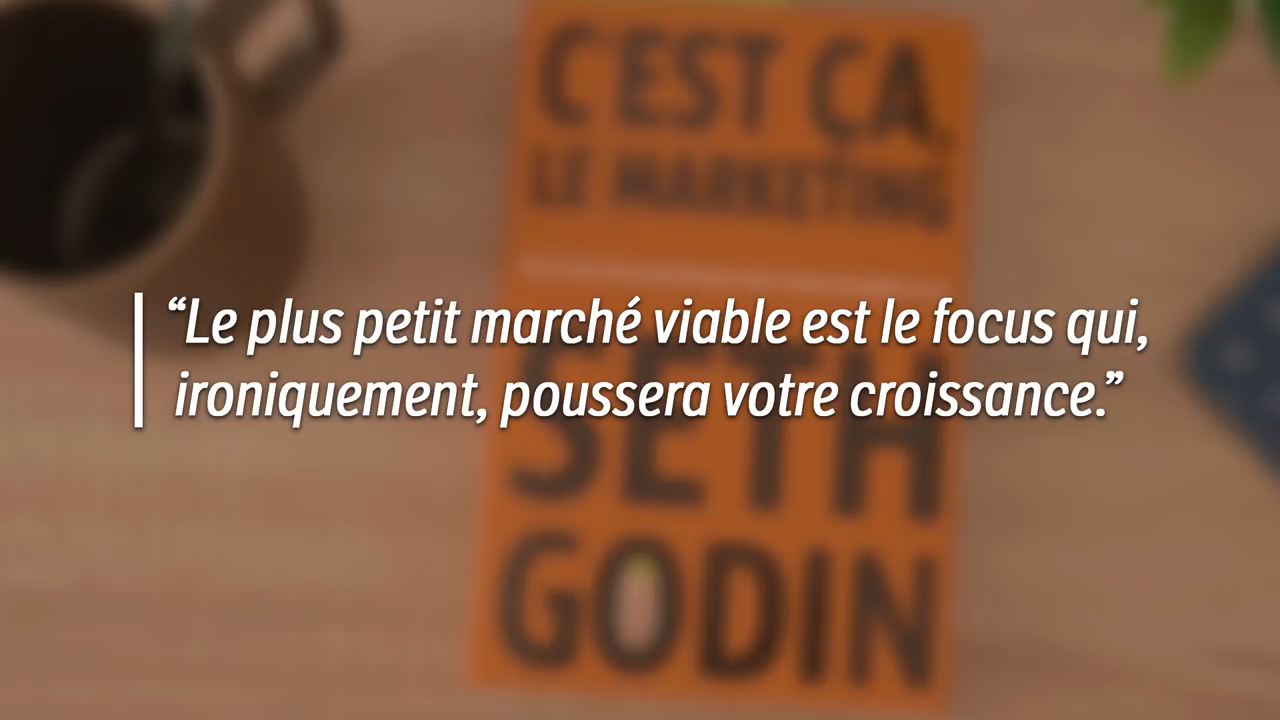 C'EST ÇA,
LE MARKETING
“Le plus petit marché viable est le focus qui,
ironiquement, poussera votre croissance.”
SETH
GODIN